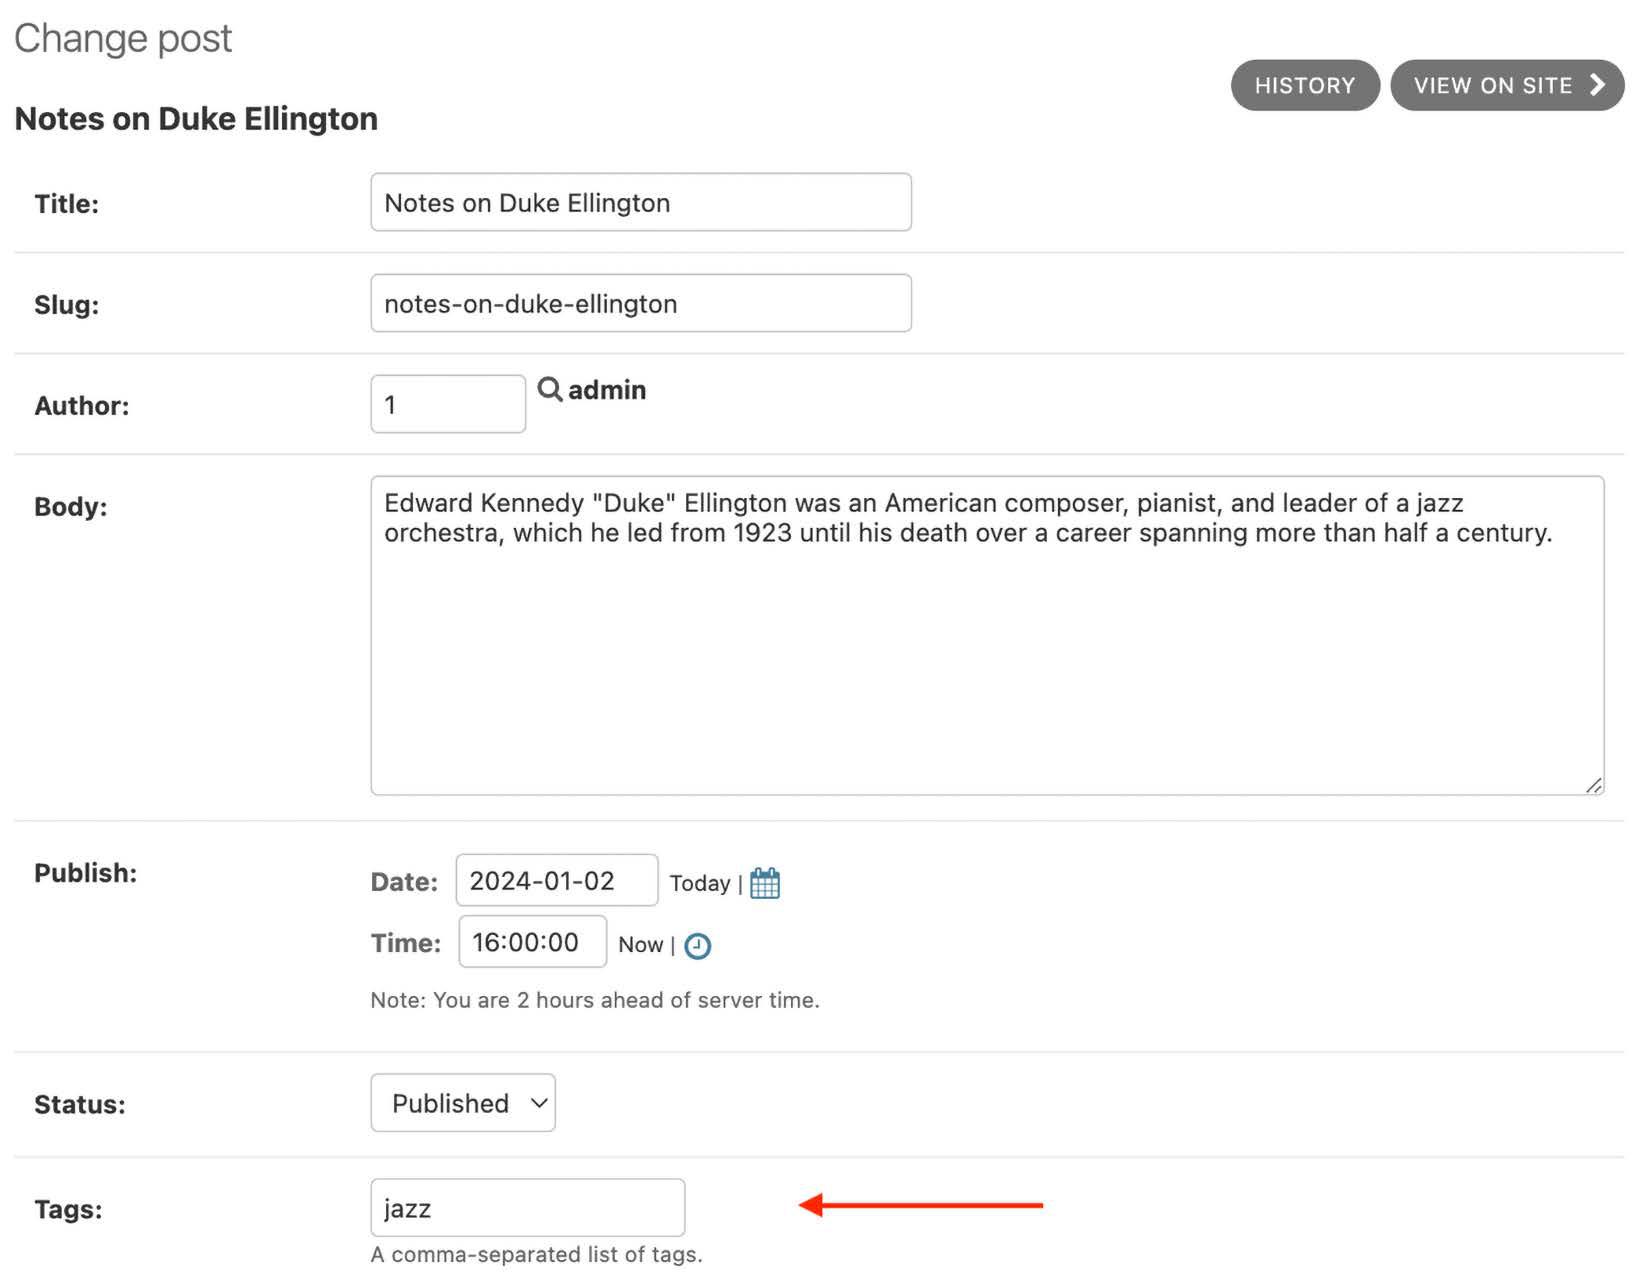 Change post
HISTORY
VIEW ON SITE
Notes on Duke Ellington
Title:
Notes on Duke Ellington
Slug:
notes-on-duke-ellington
Author:
1
admin
Body:
Edward Kennedy "Duke" Ellington was an American composer, pianist, and leader of a jazz
orchestra, which he led from 1923 until his death over a career spanning more than half a century.
Publish:
Date:
2024-01-02
Today |
Time:
16:00:00
Now |
Note: You are 2 hours ahead of server time.
Status:
Published
Tags:
jazz
A comma-separated list of tags.